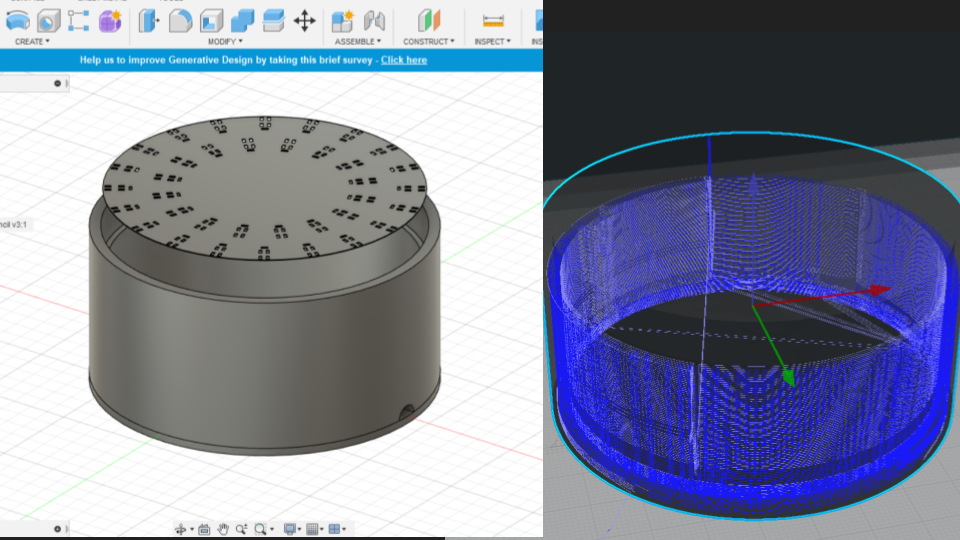 CREATE
MODIFY
ASSEMBLE
CONSTRUCT
INSPECT
INS
Help us to improve Generative Design by taking this brief survey - Click here
ncil v3:1